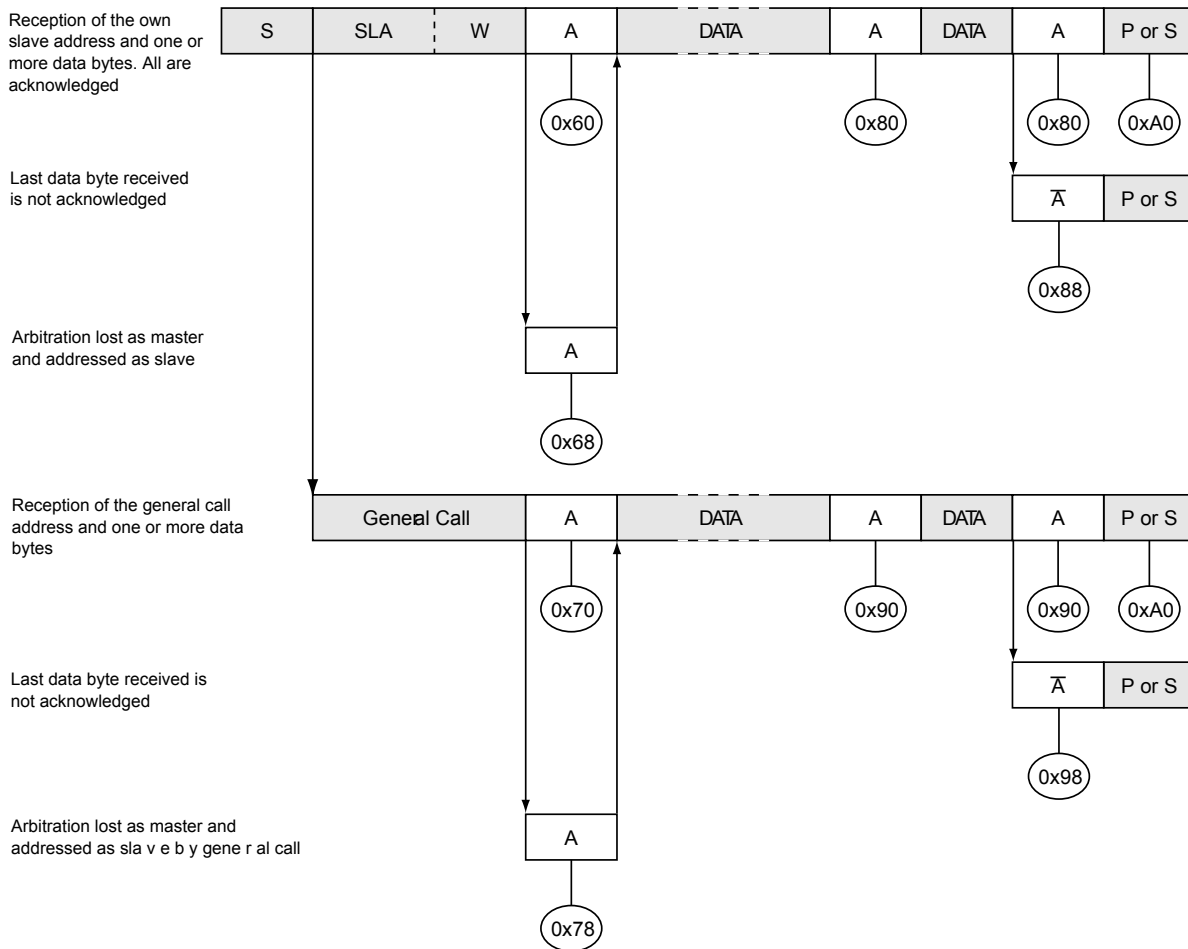 Reception of the own
slave address and one or
more data bytes. All are
acknowledged
S SLA W A DATA A DATA A P or S
0x60 0x80 0x80 0xA0
Last data byte received
is not acknowledged
A̅ P or S
0x88
Arbitration lost as master
and addressed as slave
A
0x68
Reception of the general call
address and one or more data
bytes
General Call A DATA A DATA A P or S
0x70 0x90 0x90 0xA0
Last data byte received is
not acknowledged
A̅ P or S
0x98
Arbitration lost as master and
addressed as sla v e b y gene r al call
A
0x78